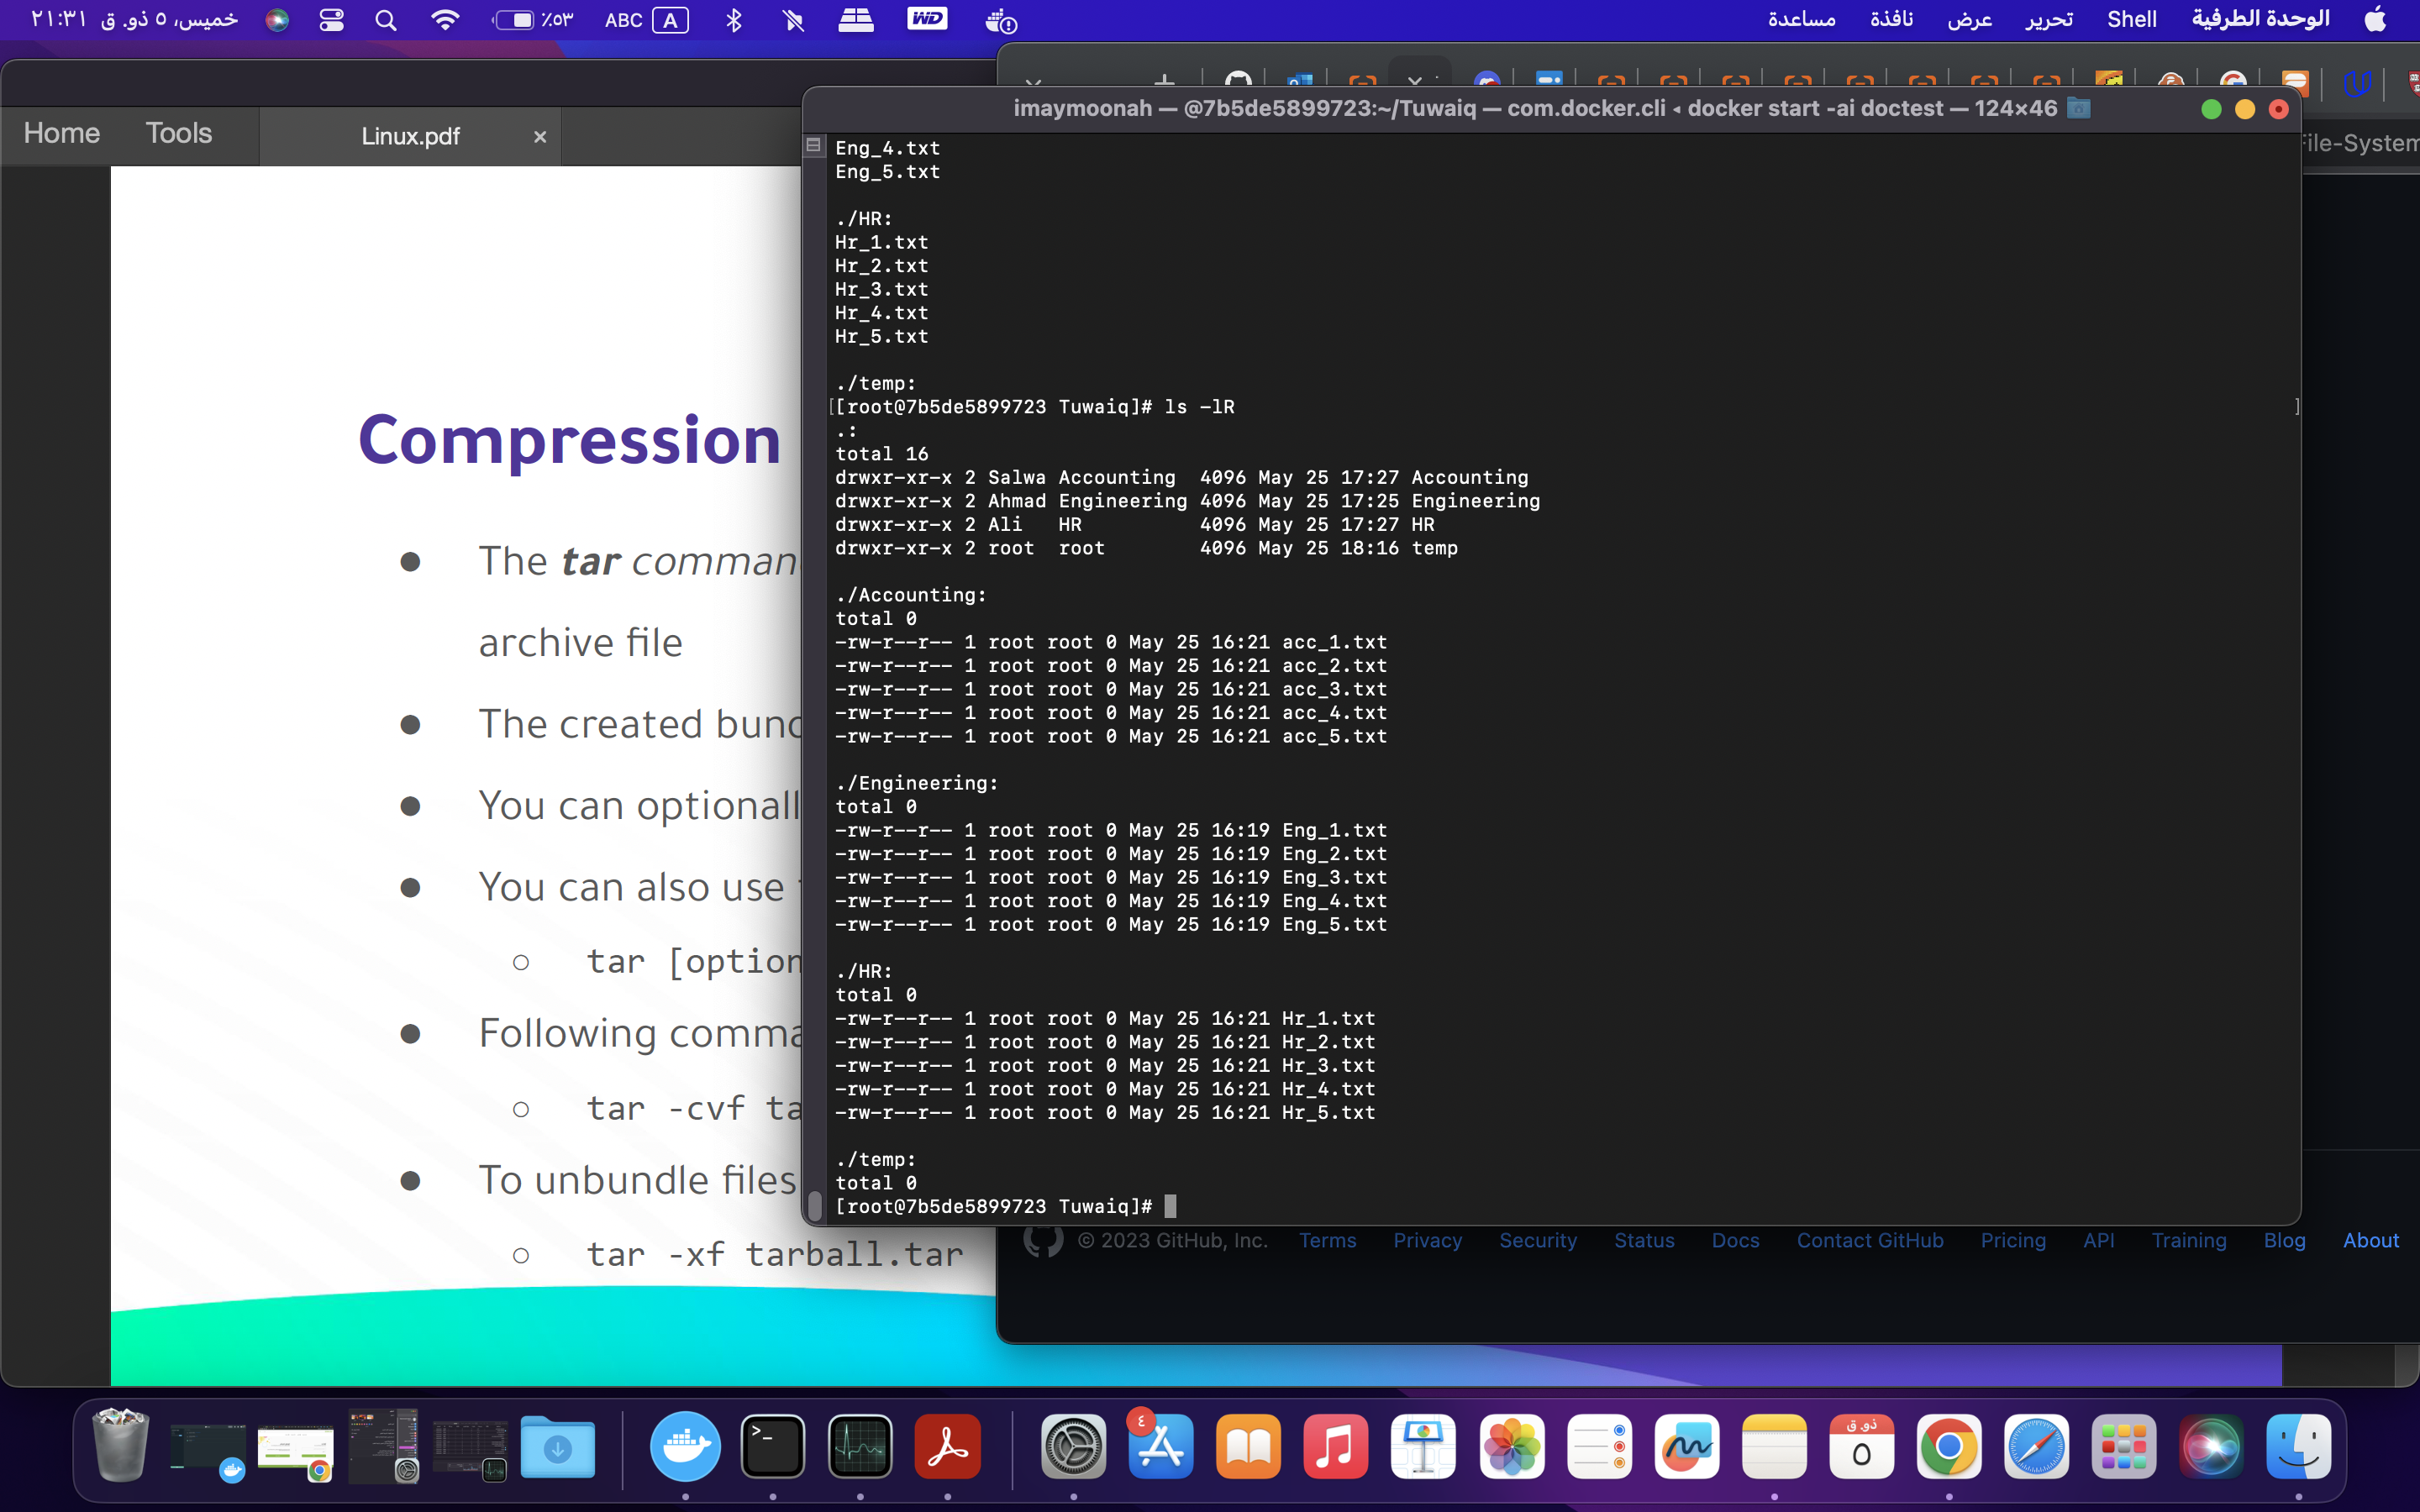 خميس، ٥ ذو. ق ٢١:٣١
٪٥٣
ABC A
WD
مساعدة
نافذة
عرض
تحرير
Shell
الوحدة الطرفية
Home Tools Linux.pdf ×
Compression
● The tar
archive file
● The created
● You can
● You can also use
○ tar
● Following
○ tar -cvf
● To unbundle files
○ tar -xf tarball.tar
imaymoonah — @7b5de5899723:~/Tuwaiq — com.docker.cli ◂ docker start -ai doctest — 124×46
Eng_4.txt
Eng_5.txt
./HR:
Hr_1.txt
Hr_2.txt
Hr_3.txt
Hr_4.txt
Hr_5.txt
./temp:
[[root@7b5de5899723 Tuwaiq]# ls -lR ]
.:
total 16
drwxr-xr-x 2 Salwa Accounting  4096 May 25 17:27 Accounting
drwxr-xr-x 2 Ahmad Engineering 4096 May 25 17:25 Engineering
drwxr-xr-x 2 Ali   HR          4096 May 25 17:27 HR
drwxr-xr-x 2 root  root        4096 May 25 18:16 temp
./Accounting:
total 0
-rw-r--r-- 1 root root 0 May 25 16:21 acc_1.txt
-rw-r--r-- 1 root root 0 May 25 16:21 acc_2.txt
-rw-r--r-- 1 root root 0 May 25 16:21 acc_3.txt
-rw-r--r-- 1 root root 0 May 25 16:21 acc_4.txt
-rw-r--r-- 1 root root 0 May 25 16:21 acc_5.txt
./Engineering:
total 0
-rw-r--r-- 1 root root 0 May 25 16:19 Eng_1.txt
-rw-r--r-- 1 root root 0 May 25 16:19 Eng_2.txt
-rw-r--r-- 1 root root 0 May 25 16:19 Eng_3.txt
-rw-r--r-- 1 root root 0 May 25 16:19 Eng_4.txt
-rw-r--r-- 1 root root 0 May 25 16:19 Eng_5.txt
./HR:
total 0
-rw-r--r-- 1 root root 0 May 25 16:21 Hr_1.txt
-rw-r--r-- 1 root root 0 May 25 16:21 Hr_2.txt
-rw-r--r-- 1 root root 0 May 25 16:21 Hr_3.txt
-rw-r--r-- 1 root root 0 May 25 16:21 Hr_4.txt
-rw-r--r-- 1 root root 0 May 25 16:21 Hr_5.txt
./temp:
total 0
[root@7b5de5899723 Tuwaiq]#
© 2023 GitHub, Inc. Terms Privacy Security Status Docs Contact GitHub Pricing API Training Blog About
٤
ذو.ق
٥